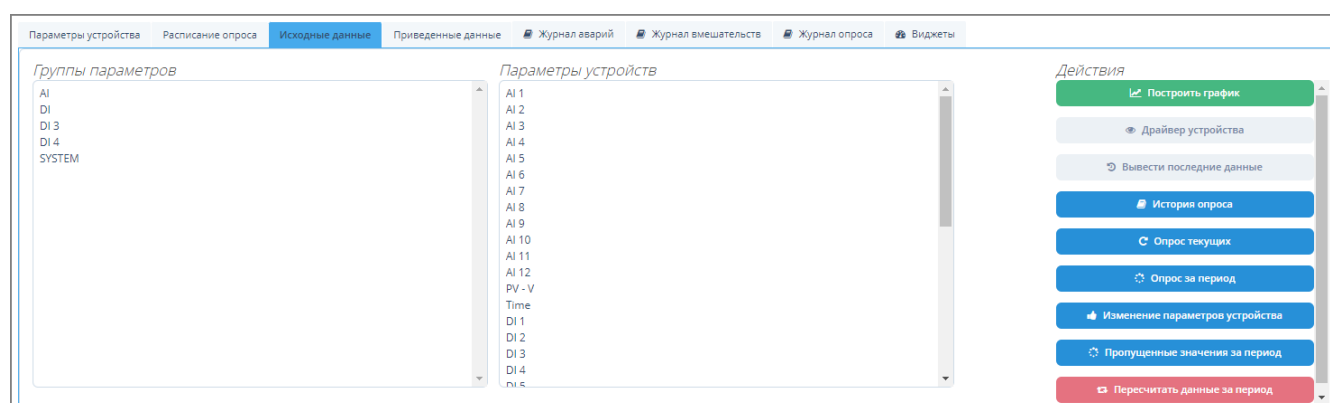 Параметры устройства Расписание опроса Исходные данные Приведенные данные Журнал аварий Журнал вмешательств Журнал опроса Виджеты
Группы параметров
AI
DI
DI 3
DI 4
SYSTEM
Параметры устройств
AI 1
AI 2
AI 3
AI 4
AI 5
AI 6
AI 7
AI 8
AI 9
AI 10
AI 11
AI 12
PV - V
Time
DI 1
DI 2
DI 3
DI 4
DI 5
Действия
Построить график
Драйвер устройства
Вывести последние данные
История опроса
Опрос текущих
Опрос за период
Изменение параметров устройства
Пропущенные значения за период
Пересчитать данные за период